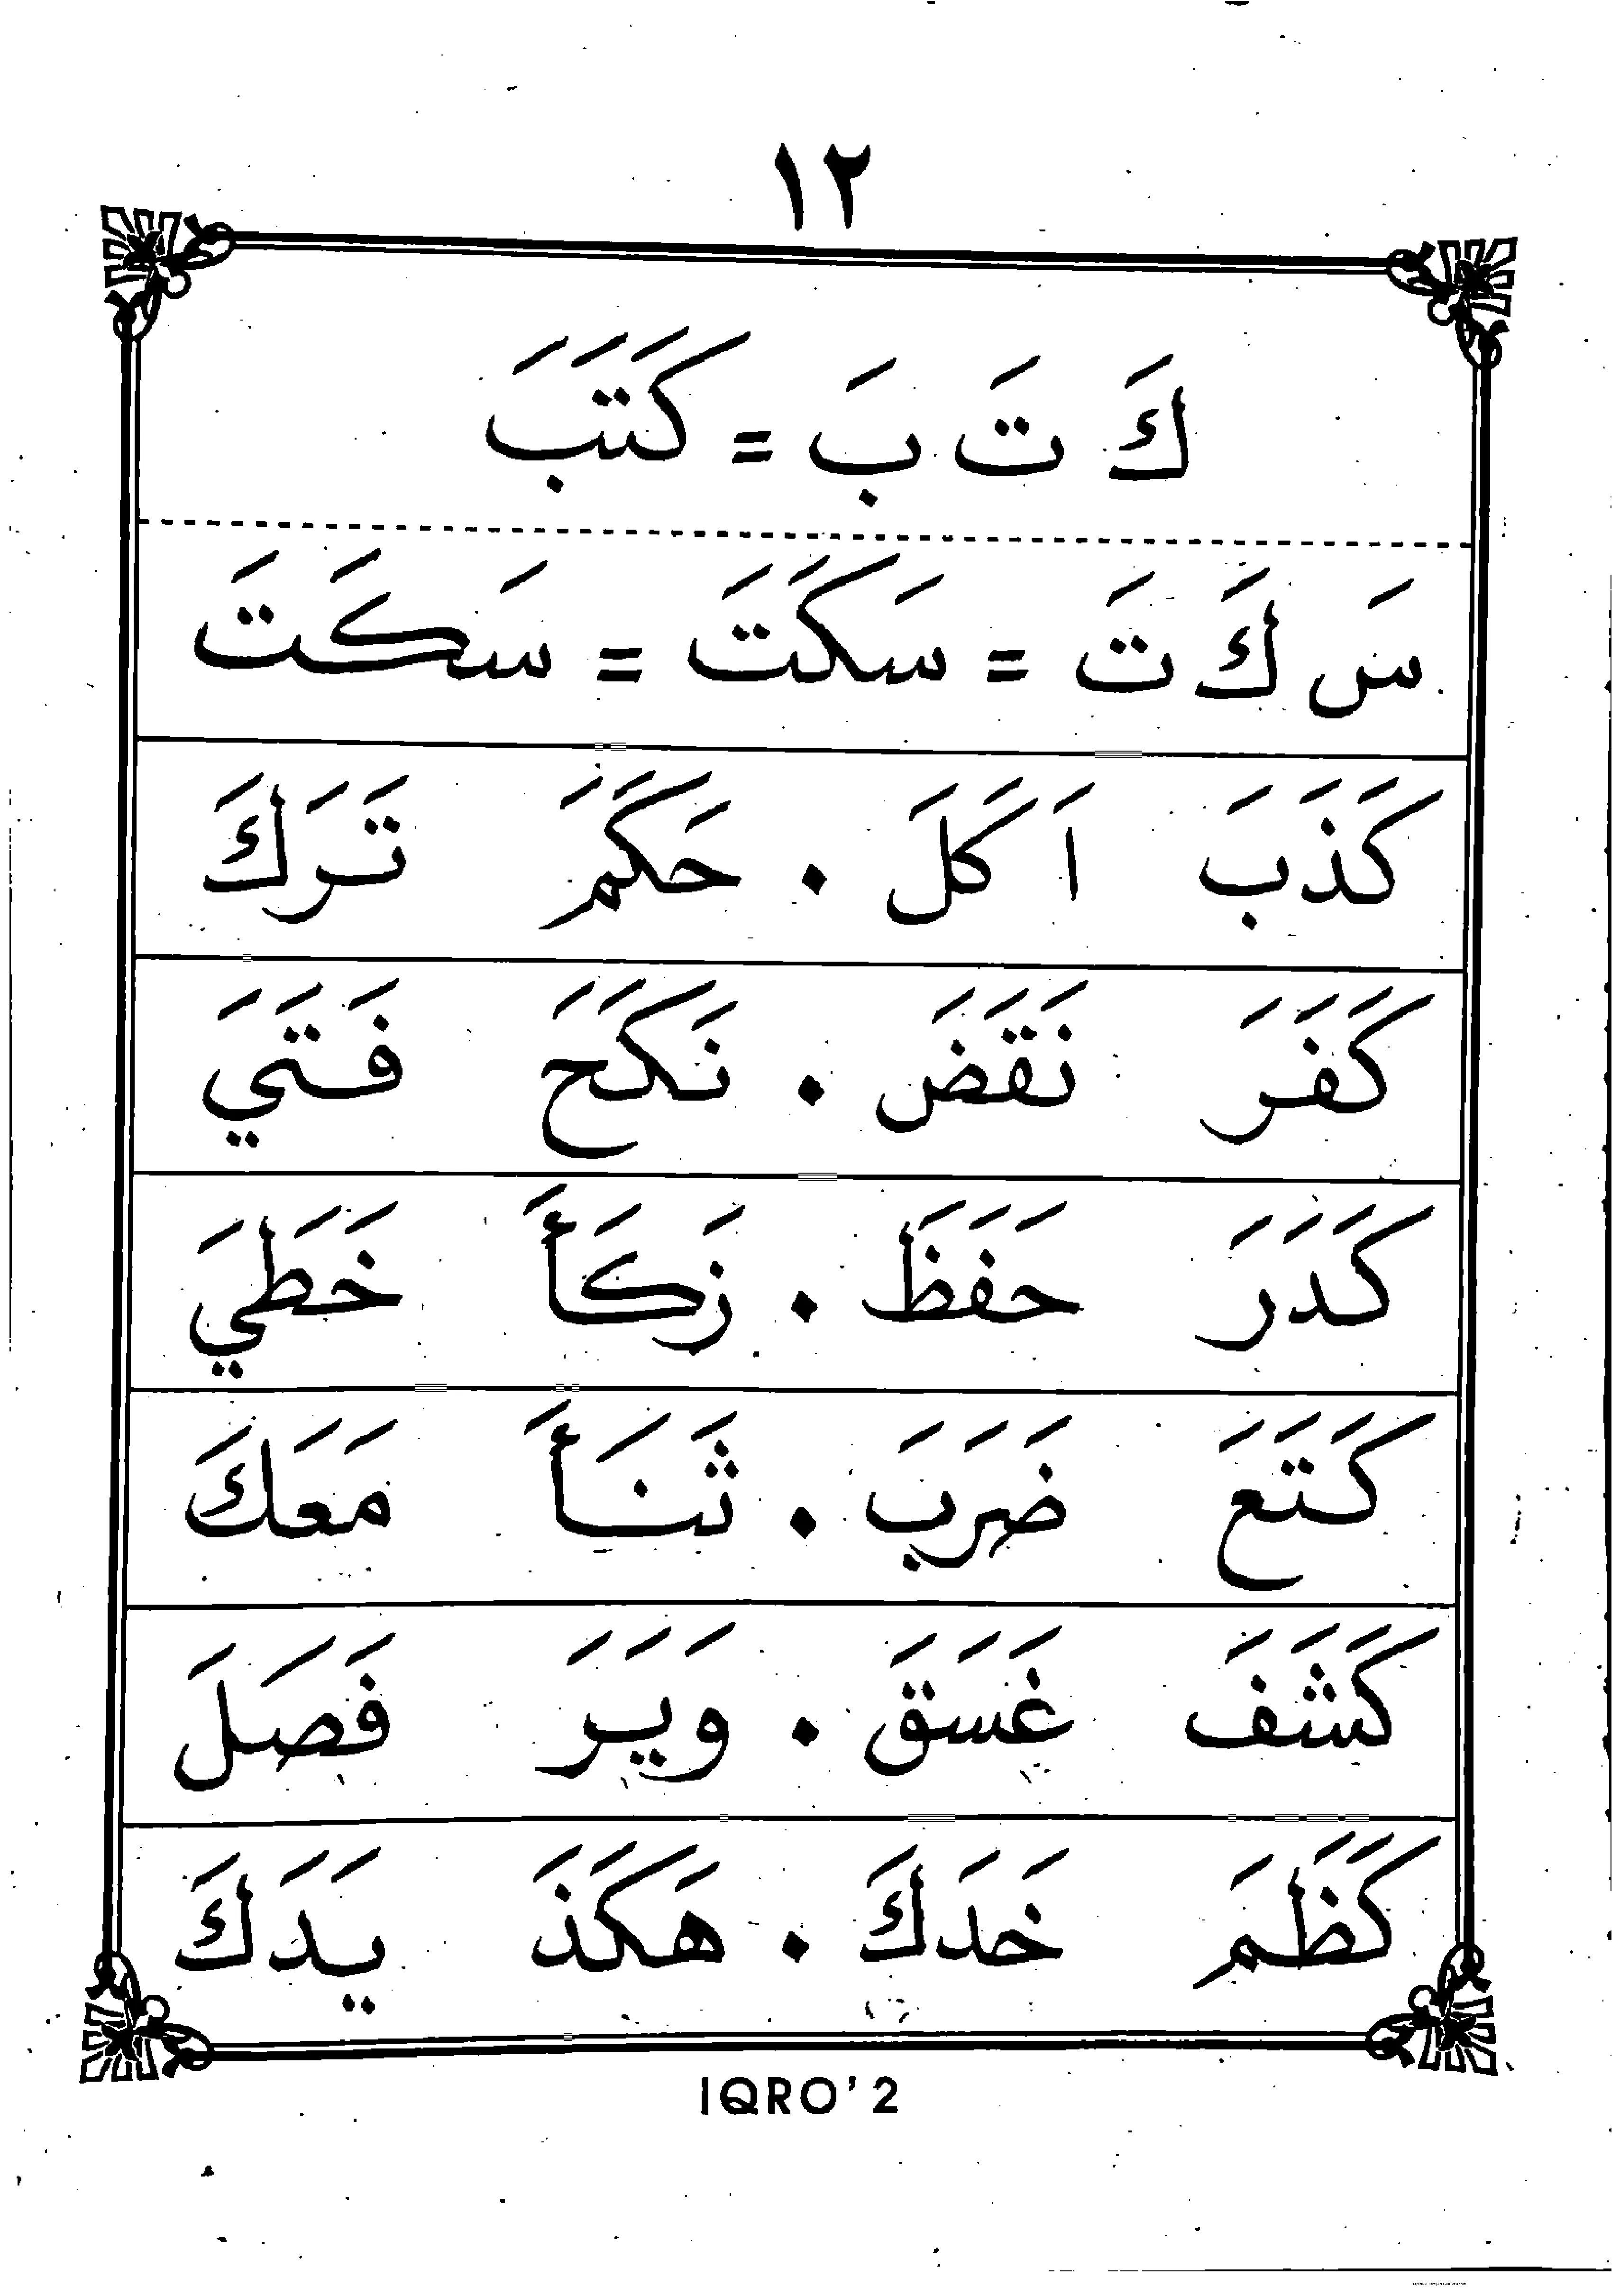 ١٢
كَ تَ بَ = كَتَبَ
سَ كَ تَ = سَكَتَ = سَكَتَ
كَذَبَ اَكَلَ . حَكَمَ تَرَكَ
كَفَرَ نَقَضَ . نَكَحَ فَتَيَ
كَدَرَ حَفَظَ . زَكَأَ خَطَيَ
كَتَعَ ضَرَبَ . ثَنَأَ مَعَكَ
كَشَفَ غَسَقَ . وَيَرَ فَصَلَ
كَظَمَ خَدَكَ . هَكَذَ يَدَكَ
IQRO' 2